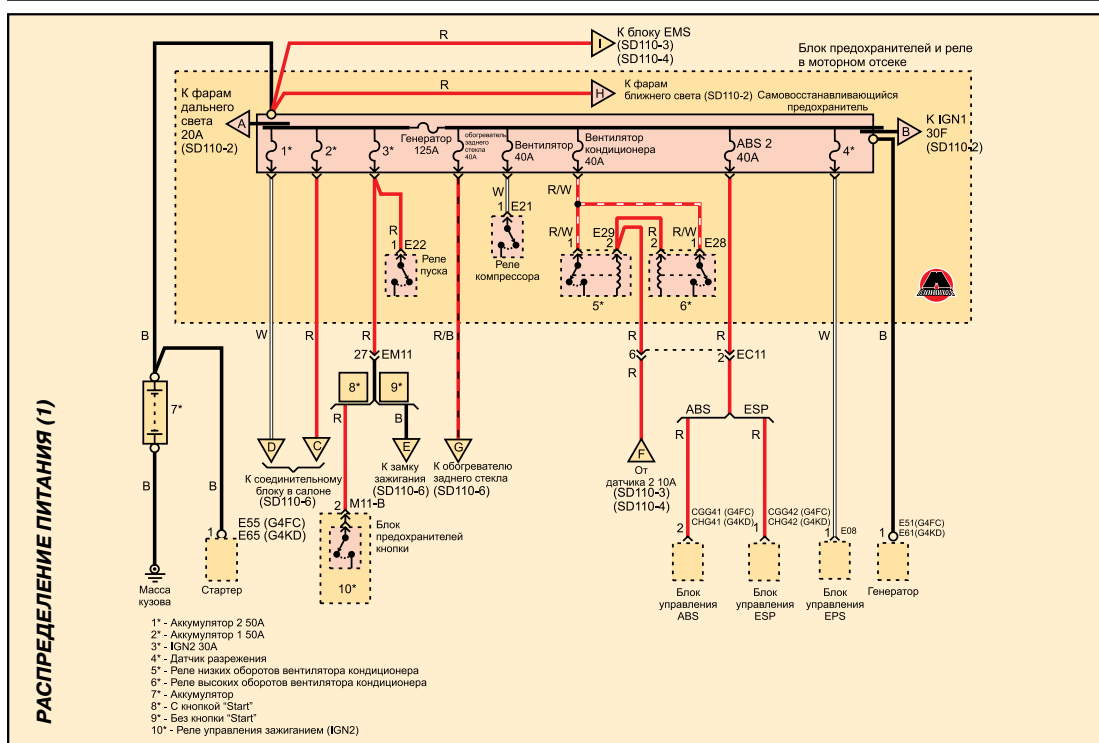 РАСПРЕДЕЛЕНИЕ ПИТАНИЯ (1)
R
I
К блоку EMS
(SD110-3)
(SD110-4)
Блок предохранителей и реле
в моторном отсеке
К фарам
дальнего
света
20A
(SD110-2)
A
R
H
К фарам
ближнего света (SD110-2)
Самовосстанавливающийся
предохранитель
B
К IGN1
30F
(SD110-2)
1*
2*
3*
Генератор
125A
обогреватель
заднего
стекла
40A
Вентилятор
40A
Вентилятор
кондиционера
40A
ABS 2
40A
4*
W
R/W
1
E21
Реле
компрессора
R
1
E22
Реле
пуска
R/W
1
E29
2
R
2
R/W
1
E28
5*
6*
B
W
R
R
R/B
R
R
W
B
27
EM11
6
2
EC11
R
7*
8*
9*
R
B
ABS
ESP
R
R
D
C
E
G
F
B
B
К соединительному
блоку в салоне
(SD110-6)
К замку
зажигания
(SD110-6)
К обогревателю
заднего стекла
(SD110-6)
От
датчика 2 10A
(SD110-3)
(SD110-4)
2
M11-B
Блок
предохранителей
кнопки
10*
1
E55 (G4FC)
E65 (G4KD)
CGG41 (G4FC)
CHG41 (G4KD)
2
CGG42 (G4FC)
CHG42 (G4KD)
1
1
E08
E51(G4FC)
E61(G4KD)
1
Масса
кузова
Стартер
Блок
управления
ABS
Блок
управления
ESP
Блок
управления
EPS
Генератор
1* - Аккумулятор 2 50A
2* - Аккумулятор 1 50A
3* - IGN2 30A
4* - Датчик разрежения
5* - Реле низких оборотов вентилятора кондиционера
6* - Реле высоких оборотов вентилятора кондиционера
7* - Аккумулятор
8* - С кнопкой “Start”
9* - Без кнопки “Start”
10* - Реле управления зажиганием (IGN2)